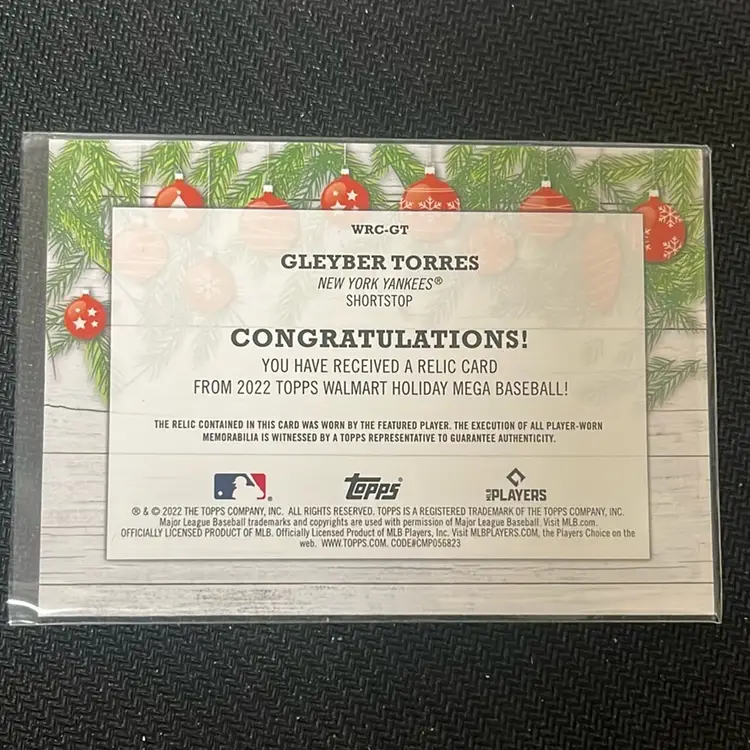 WRC-GT
GLEYBER TORRES
NEW YORK YANKEES®
SHORTSTOP
CONGRATULATIONS!
YOU HAVE RECEIVED A RELIC CARD
FROM 2022 TOPPS WALMART HOLIDAY MEGA BASEBALL!
THE RELIC CONTAINED IN THIS CARD WAS WORN BY THE FEATURED PLAYER. THE EXECUTION OF ALL PLAYER-WORN
MEMORABILIA IS WITNESSED BY A TOPPS REPRESENTATIVE TO GUARANTEE AUTHENTICITY.
topps®
MLB PLAYERS
® & © 2022 THE TOPPS COMPANY, INC. ALL RIGHTS RESERVED. TOPPS IS A REGISTERED TRADEMARK OF THE TOPPS COMPANY, INC.
Major League Baseball trademarks and copyrights are used with permission of Major League Baseball. Visit MLB.com.
OFFICIALLY LICENSED PRODUCT OF MLB. Officially Licensed Product of MLB Players, Inc. Visit MLBPLAYERS.COM, the Players Choice on the
web. WWW.TOPPS.COM. CODE#CMP056823